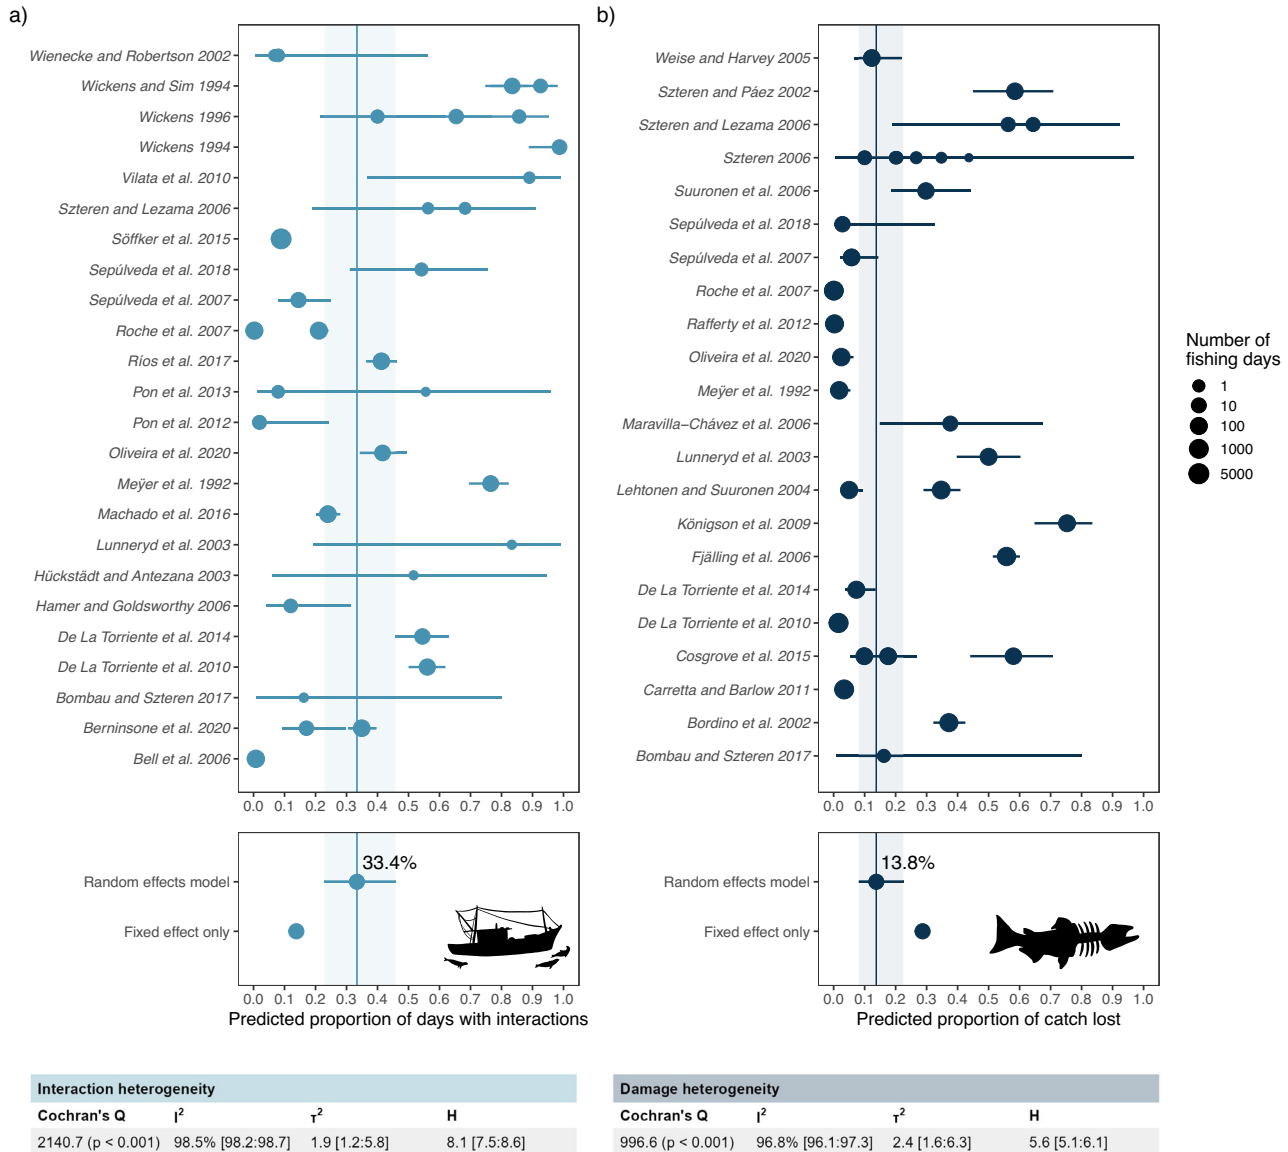 a)
Wienecke and Robertson 2002
Wickens and Sim 1994
Wickens 1996
Wickens 1994
Vilata et al. 2010
Szteren and Lezama 2006
Söffker et al. 2015
Sepúlveda et al. 2018
Sepúlveda et al. 2007
Roche et al. 2007
Ríos et al. 2017
Pon et al. 2013
Pon et al. 2012
Oliveira et al. 2020
Meÿer et al. 1992
Machado et al. 2016
Lunneryd et al. 2003
Hückstädt and Antezana 2003
Hamer and Goldsworthy 2006
De La Torriente et al. 2014
De La Torriente et al. 2010
Bombau and Szteren 2017
Berninsone et al. 2020
Bell et al. 2006
0.0 0.1 0.2 0.3 0.4 0.5 0.6 0.7 0.8 0.9 1.0
33.4%
Random effects model
Fixed effect only
0.0 0.1 0.2 0.3 0.4 0.5 0.6 0.7 0.8 0.9 1.0
Predicted proportion of days with interactions
b)
Weise and Harvey 2005
Szteren and Páez 2002
Szteren and Lezama 2006
Szteren 2006
Suuronen et al. 2006
Sepúlveda et al. 2018
Sepúlveda et al. 2007
Roche et al. 2007
Rafferty et al. 2012
Oliveira et al. 2020
Meÿer et al. 1992
Maravilla−Chávez et al. 2006
Lunneryd et al. 2003
Lehtonen and Suuronen 2004
Königson et al. 2009
Fjälling et al. 2006
De La Torriente et al. 2014
De La Torriente et al. 2010
Cosgrove et al. 2015
Carretta and Barlow 2011
Bordino et al. 2002
Bombau and Szteren 2017
0.0 0.1 0.2 0.3 0.4 0.5 0.6 0.7 0.8 0.9 1.0
13.8%
Random effects model
Fixed effect only
0.0 0.1 0.2 0.3 0.4 0.5 0.6 0.7 0.8 0.9 1.0
Predicted proportion of catch lost
Number of
fishing days
1
10
100
1000
5000
Interaction heterogeneity
Cochran's Q I² τ² H
2140.7 (p < 0.001) 98.5% [98.2:98.7] 1.9 [1.2:5.8] 8.1 [7.5:8.6]
Damage heterogeneity
Cochran's Q I² τ² H
996.6 (p < 0.001) 96.8% [96.1:97.3] 2.4 [1.6:6.3] 5.6 [5.1:6.1]